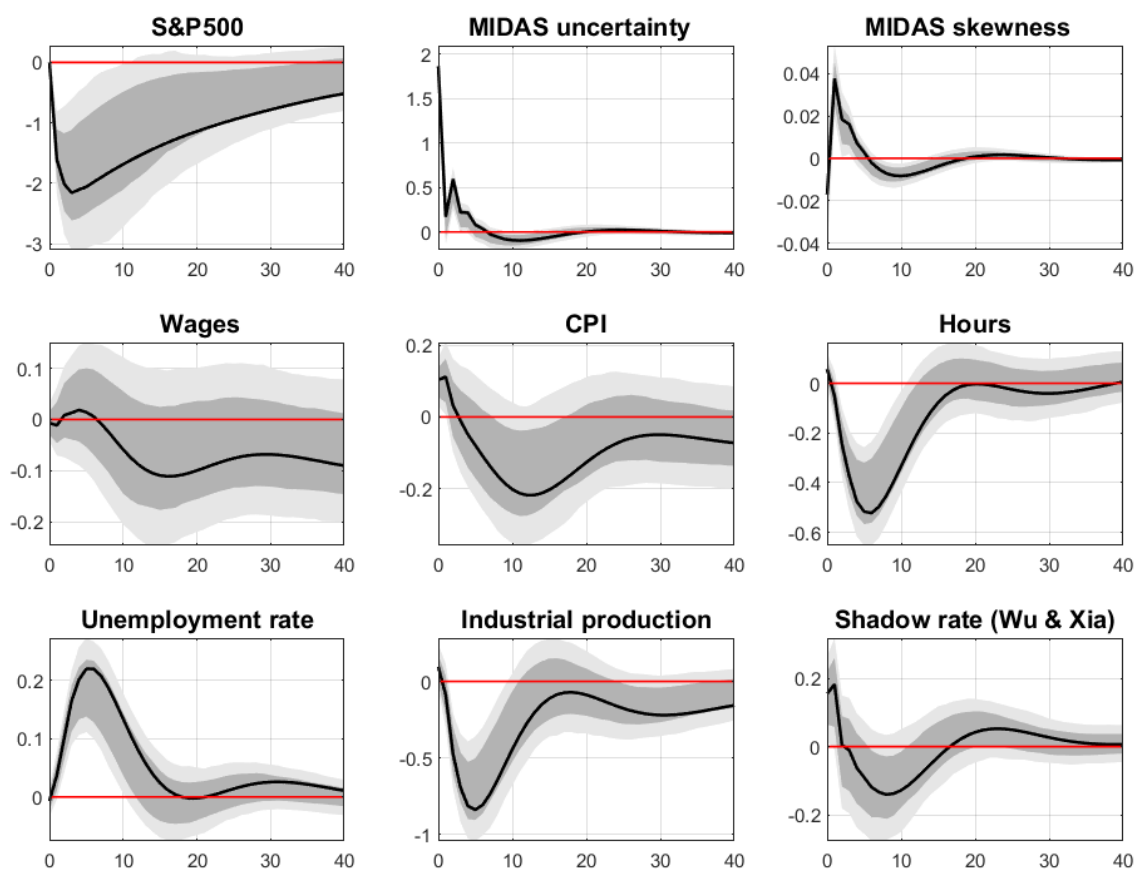 S&P500
0
-1
-2
-3
0 10 20 30 40
MIDAS uncertainty
2
1.5
1
0.5
0
0 10 20 30 40
MIDAS skewness
0.04
0.02
0
-0.02
-0.04
0 10 20 30 40
Wages
0.1
0
-0.1
-0.2
0 10 20 30 40
CPI
0.2
0
-0.2
0 10 20 30 40
Hours
0
-0.2
-0.4
-0.6
0 10 20 30 40
Unemployment rate
0.2
0.1
0
0 10 20 30 40
Industrial production
0
-0.5
-1
0 10 20 30 40
Shadow rate (Wu & Xia)
0.2
0
-0.2
0 10 20 30 40